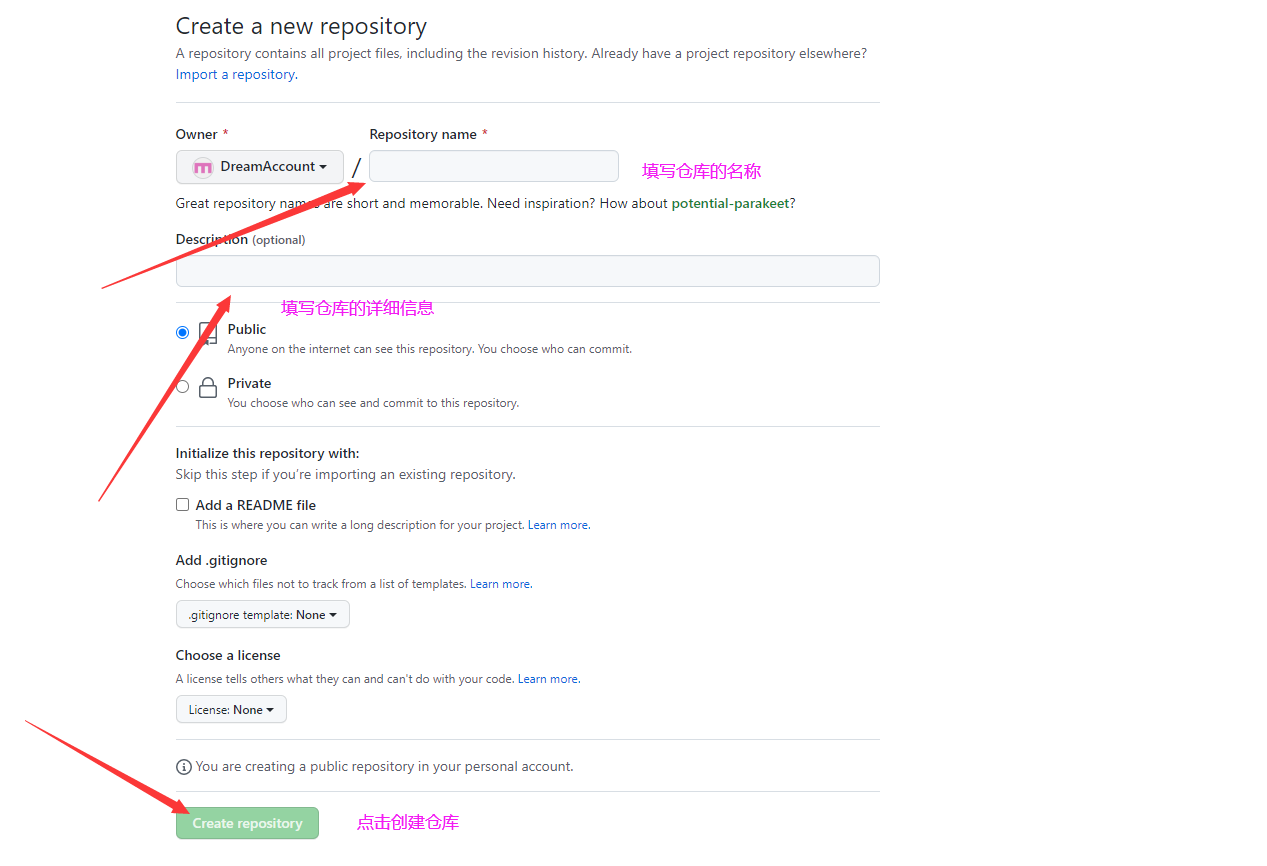 Create a new repository
A repository contains all project files, including the revision history. Already have a project repository elsewhere?
Import a repository.
Owner *
Repository name *
DreamAccount
/
填写仓库的名称
Great repository names are short and memorable. Need inspiration? How about potential-parakeet?
Description (optional)
填写仓库的详细信息
Public
Anyone on the internet can see this repository. You choose who can commit.
Private
You choose who can see and commit to this repository.
Initialize this repository with:
Skip this step if you’re importing an existing repository.
Add a README file
This is where you can write a long description for your project. Learn more.
Add .gitignore
Choose which files not to track from a list of templates. Learn more.
.gitignore template: None
Choose a license
A license tells others what they can and can't do with your code. Learn more.
License: None
You are creating a public repository in your personal account.
Create repository
点击创建仓库